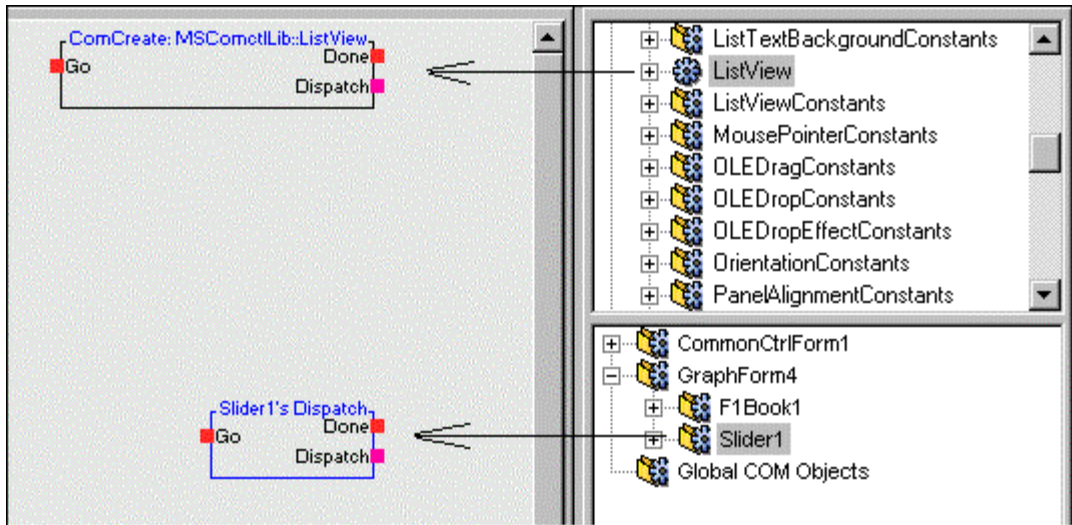 ComCreate: MSComctlLib::ListView
Go
Done
Dispatch
Slider1's Dispatch
Go
Done
Dispatch
ListTextBackgroundConstants
ListView
ListViewConstants
MousePointerConstants
OLEDragConstants
OLEDropConstants
OLEDropEffectConstants
OrientationConstants
PanelAlignmentConstants
CommonCtrlForm1
GraphForm4
F1Book1
Slider1
Global COM Objects